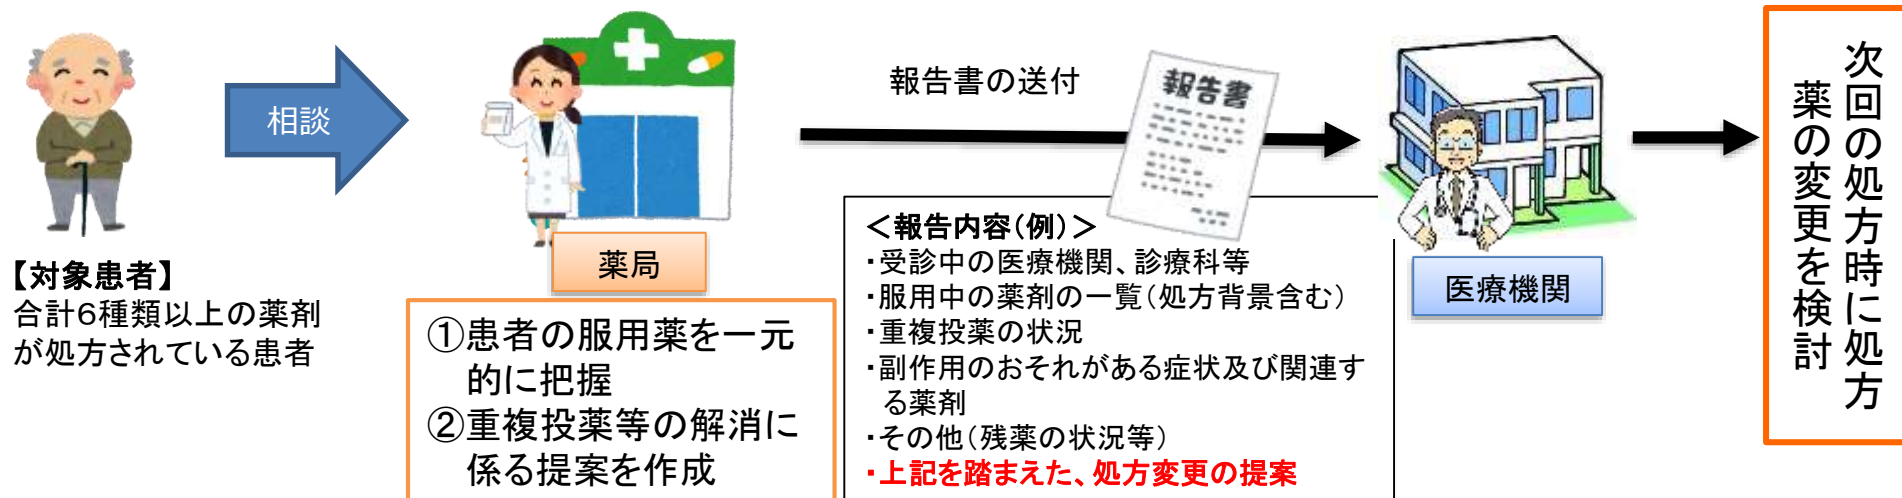 【対象患者】
合計6種類以上の薬剤
が処方されている患者
相談
薬局
①患者の服用薬を一元
的に把握
②重複投薬等の解消に
係る提案を作成
報告書の送付
報告書
＜報告内容(例)＞
・受診中の医療機関、診療科等
・服用中の薬剤の一覧(処方背景含む)
・重複投薬の状況
・副作用のおそれがある症状及び関連す
る薬剤
・その他(残薬の状況等)
・上記を踏まえた、処方変更の提案
医療機関
次回の処方時に処方
薬の変更を検討